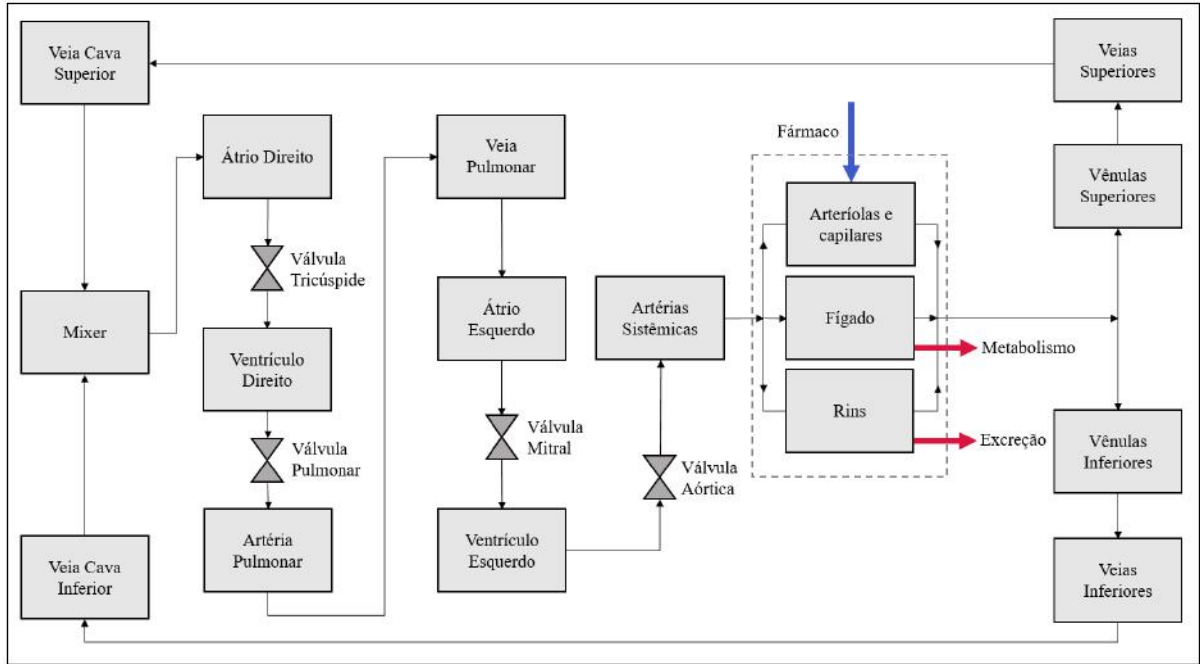 Veia Cava
Superior
Mixer
Veia Cava
Inferior
Átrio Direito
Válvula
Tricúspide
Ventrículo
Direito
Válvula
Pulmonar
Artéria
Pulmonar
Veia
Pulmonar
Átrio
Esquerdo
Válvula
Mitral
Ventrículo
Esquerdo
Artérias
Sistêmicas
Válvula
Aórtica
Fármaco
Arteríolas e
capilares
Fígado
Metabolismo
Rins
Excreção
Veias
Superiores
Vênulas
Superiores
Vênulas
Inferiores
Veias
Inferiores